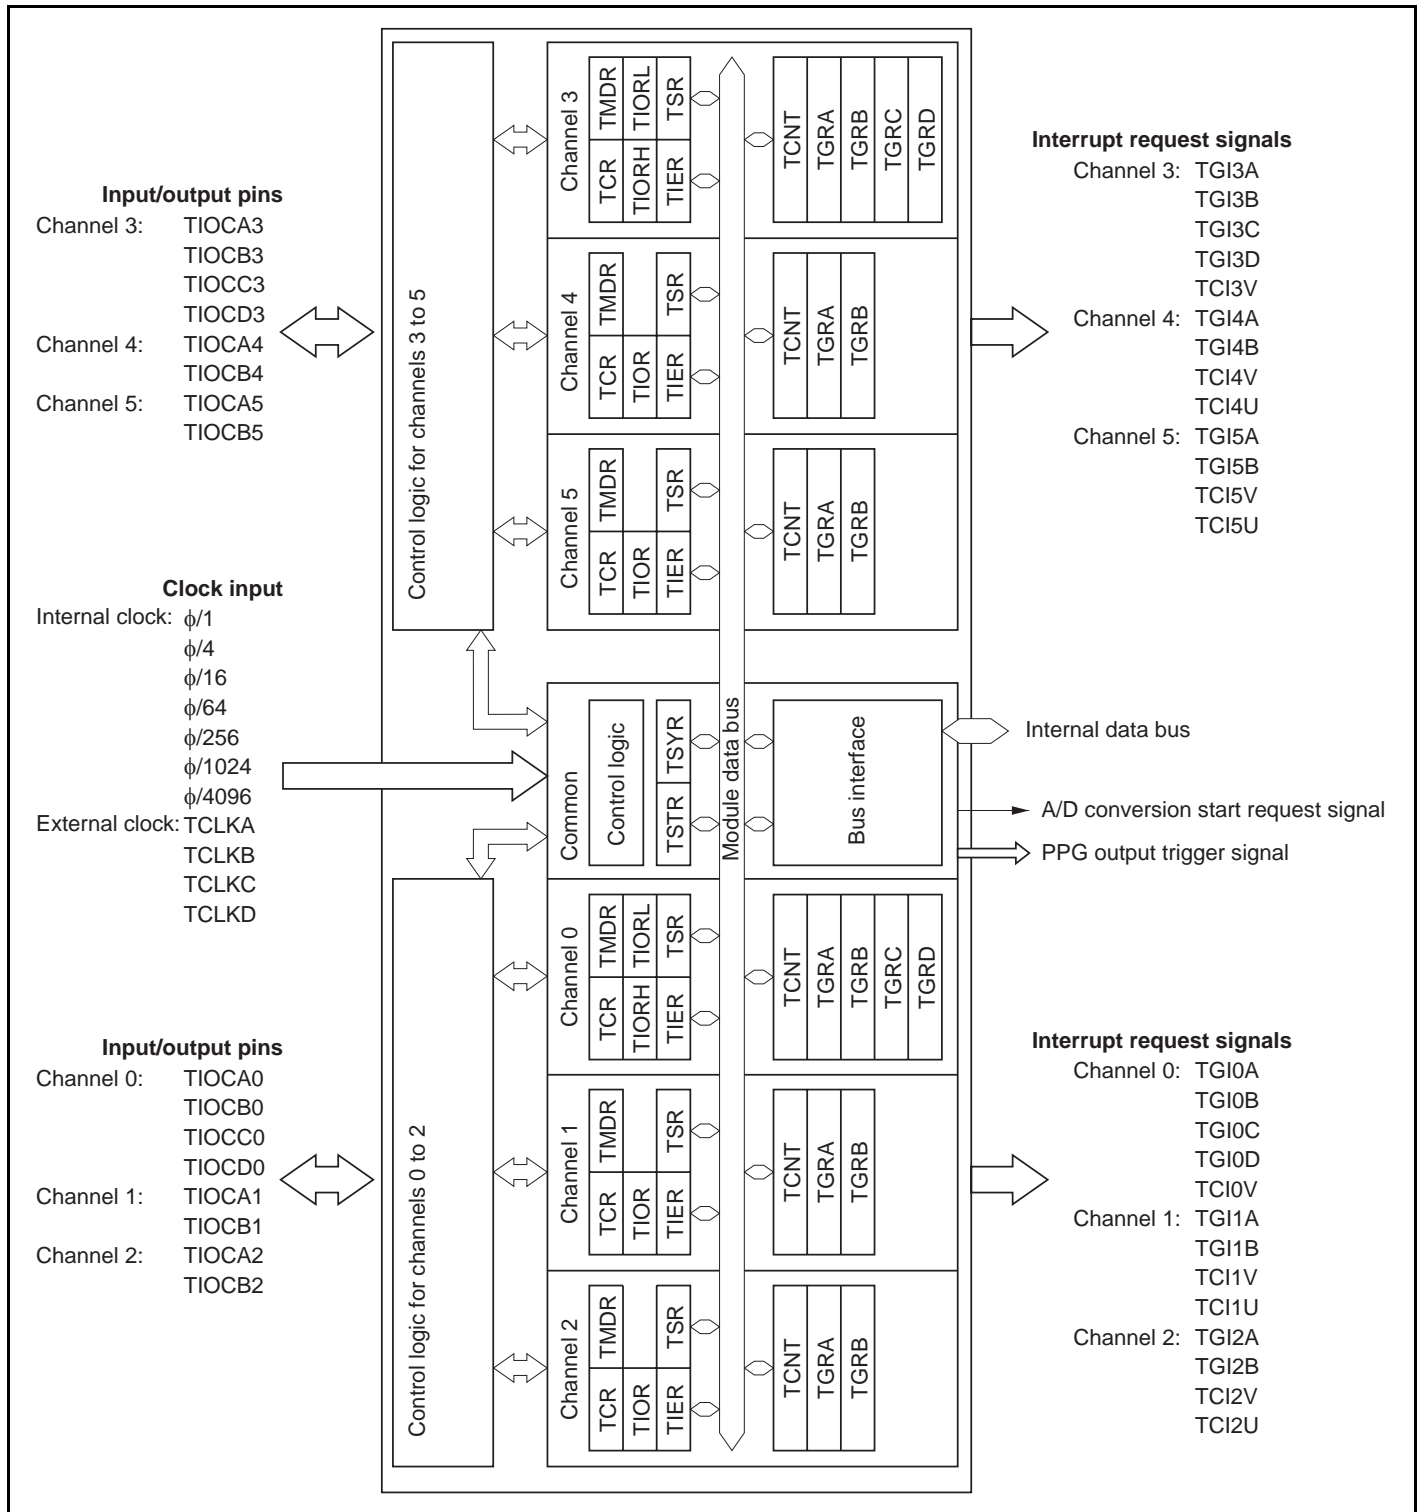 Input/output pins
Channel 3: TIOCA3
TIOCB3
TIOCC3
TIOCD3
Channel 4: TIOCA4
TIOCB4
Channel 5: TIOCA5
TIOCB5
Clock input
Internal clock: ϕ/1
ϕ/4
ϕ/16
ϕ/64
ϕ/256
ϕ/1024
ϕ/4096
External clock: TCLKA
TCLKB
TCLKC
TCLKD
Input/output pins
Channel 0: TIOCA0
TIOCB0
TIOCC0
TIOCD0
Channel 1: TIOCA1
TIOCB1
Channel 2: TIOCA2
TIOCB2
Control logic for channels 3 to 5
Control logic for channels 0 to 2
Channel 3
TCR TMDR
TIORH TIORL
TIER TSR
TCNT
TGRA
TGRB
TGRC
TGRD
Channel 4
TCR TMDR
TIOR
TIER TSR
TCNT
TGRA
TGRB
Channel 5
TCR TMDR
TIOR
TIER TSR
TCNT
TGRA
TGRB
Common
Control logic
TSTR TSYR
Module data bus
Bus interface
Channel 0
TCR TMDR
TIORH TIORL
TIER TSR
TCNT
TGRA
TGRB
TGRC
TGRD
Channel 1
TCR TMDR
TIOR
TIER TSR
TCNT
TGRA
TGRB
Channel 2
TCR TMDR
TIOR
TIER TSR
TCNT
TGRA
TGRB
Interrupt request signals
Channel 3: TGI3A
TGI3B
TGI3C
TGI3D
TCI3V
Channel 4: TGI4A
TGI4B
TCI4V
TCI4U
Channel 5: TGI5A
TGI5B
TCI5V
TCI5U
Internal data bus
A/D conversion start request signal
PPG output trigger signal
Interrupt request signals
Channel 0: TGI0A
TGI0B
TGI0C
TGI0D
TCI0V
Channel 1: TGI1A
TGI1B
TCI1V
TCI1U
Channel 2: TGI2A
TGI2B
TCI2V
TCI2U